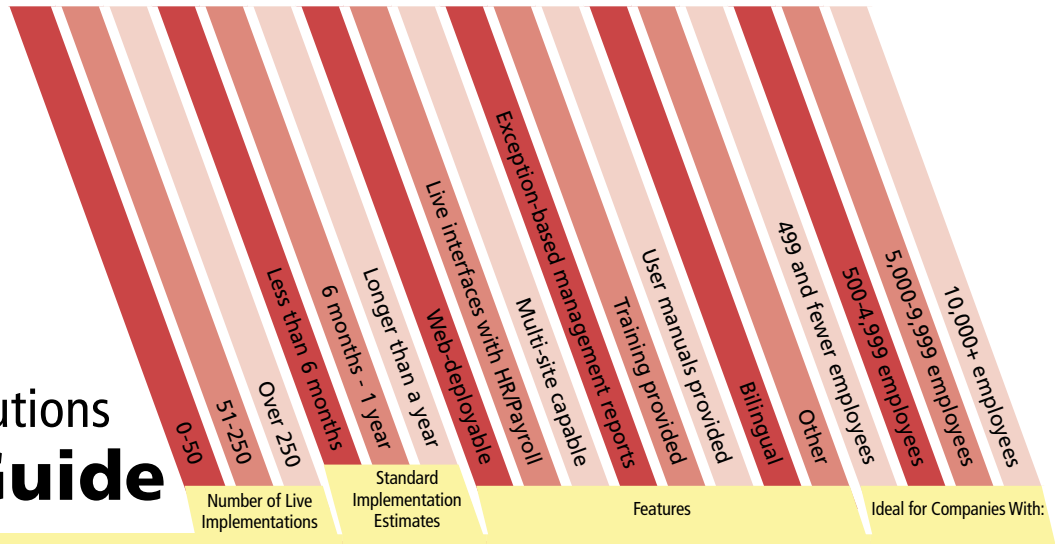 0-50
51-250
Over 250
Less than 6 months
6 months - 1 year
Longer than a year
Web-deployable
Live interfaces with HR/Payroll
Multi-site capable
Exception-based management reports
Training provided
User manuals provided
Bilingual
Other
499 and fewer employees
500-4,999 employees
5,000-9,999 employees
10,000+ employees
utions
Guide
Number of Live
Implementations
Standard
Implementation
Estimates
Features
Ideal for Companies With: